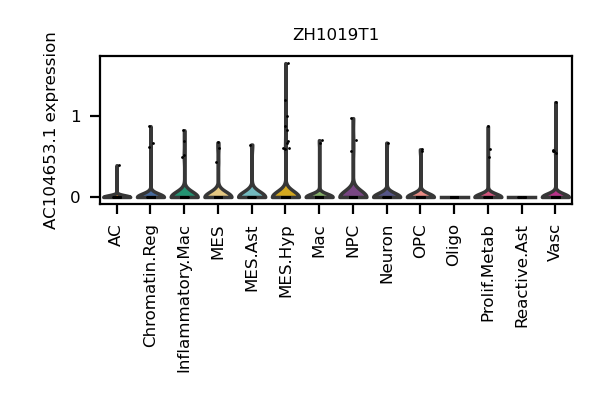 ZH1019T1
AC104653.1 expression
1
0
AC
Chromatin.Reg
Inflammatory.Mac
MES
MES.Ast
MES.Hyp
Mac
NPC
Neuron
OPC
Oligo
Prolif.Metab
Reactive.Ast
Vasc